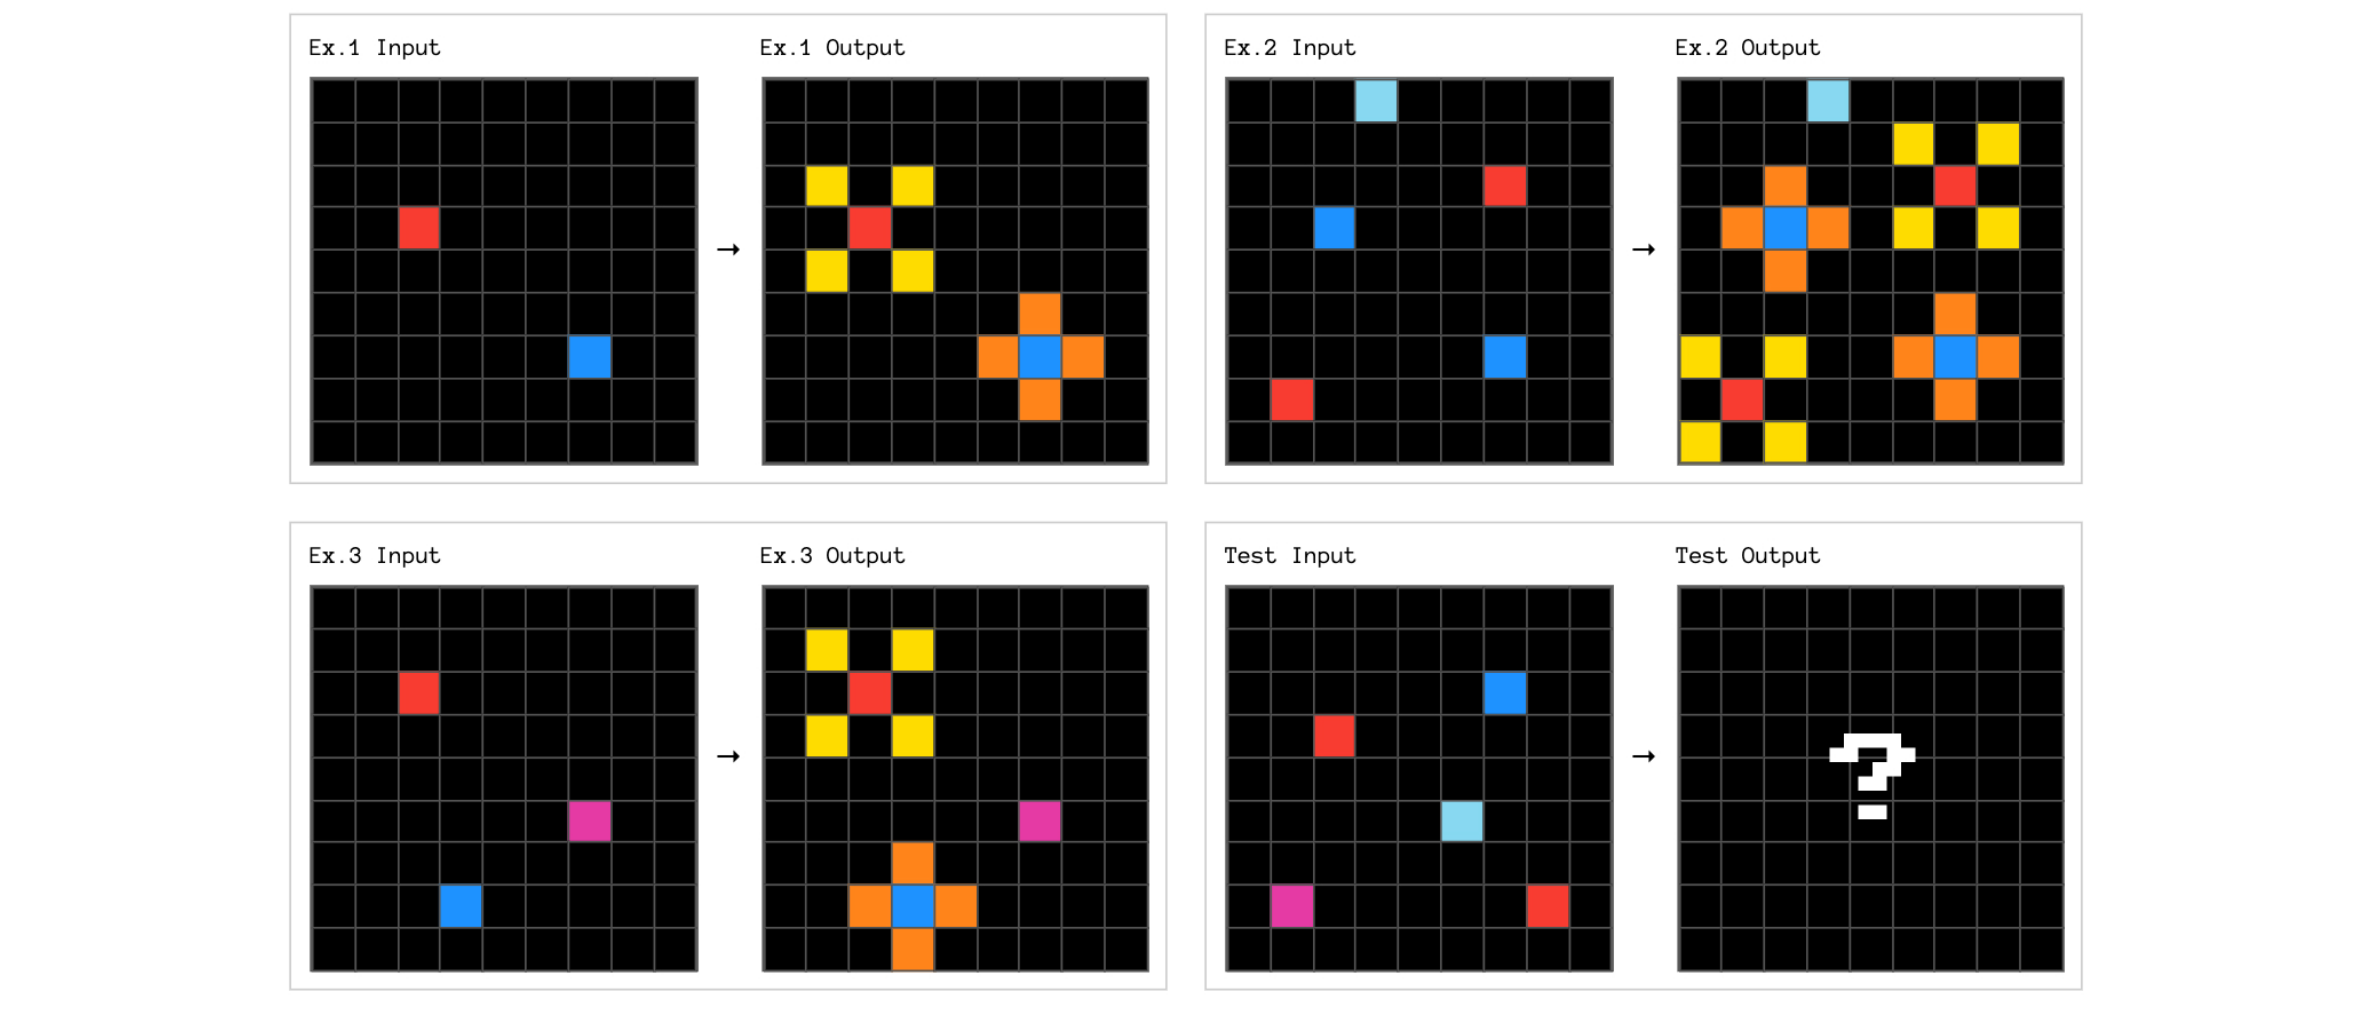 Ex.1 Input
Ex.1 Output
→
Ex.2 Input
Ex.2 Output
→
Ex.3 Input
Ex.3 Output
→
Test Input
Test Output
→
?